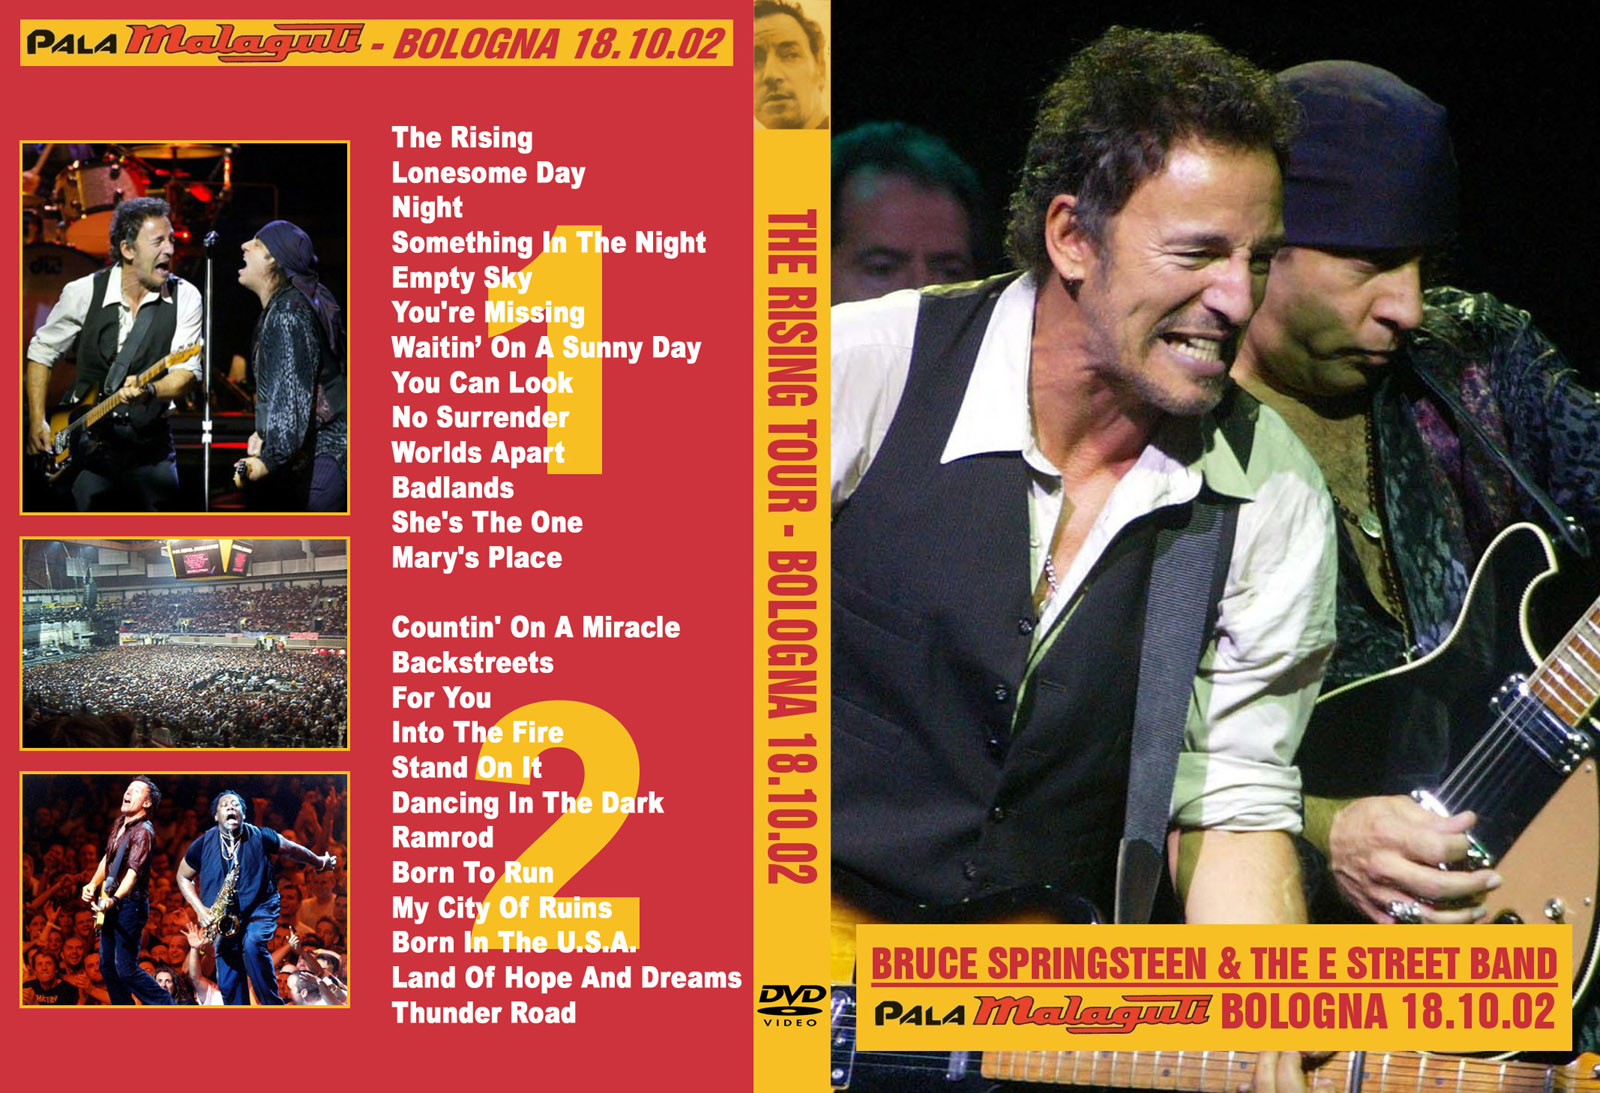 PALA Malaguti - BOLOGNA 18.10.02
The Rising
Lonesome Day
Night
Something In The Night
Empty Sky
You're Missing
Waitin’ On A Sunny Day
You Can Look
No Surrender
Worlds Apart
Badlands
She's The One
Mary's Place
1
Countin' On A Miracle
Backstreets
For You
Into The Fire
Stand On It
Dancing In The Dark
Ramrod
Born To Run
My City Of Ruins
Born In The U.S.A.
Land Of Hope And Dreams
Thunder Road
2
THE RISING TOUR - BOLOGNA 18.10.02
DVD
VIDEO
BRUCE SPRINGSTEEN & THE E STREET BAND
PALA Malaguti BOLOGNA 18.10.02